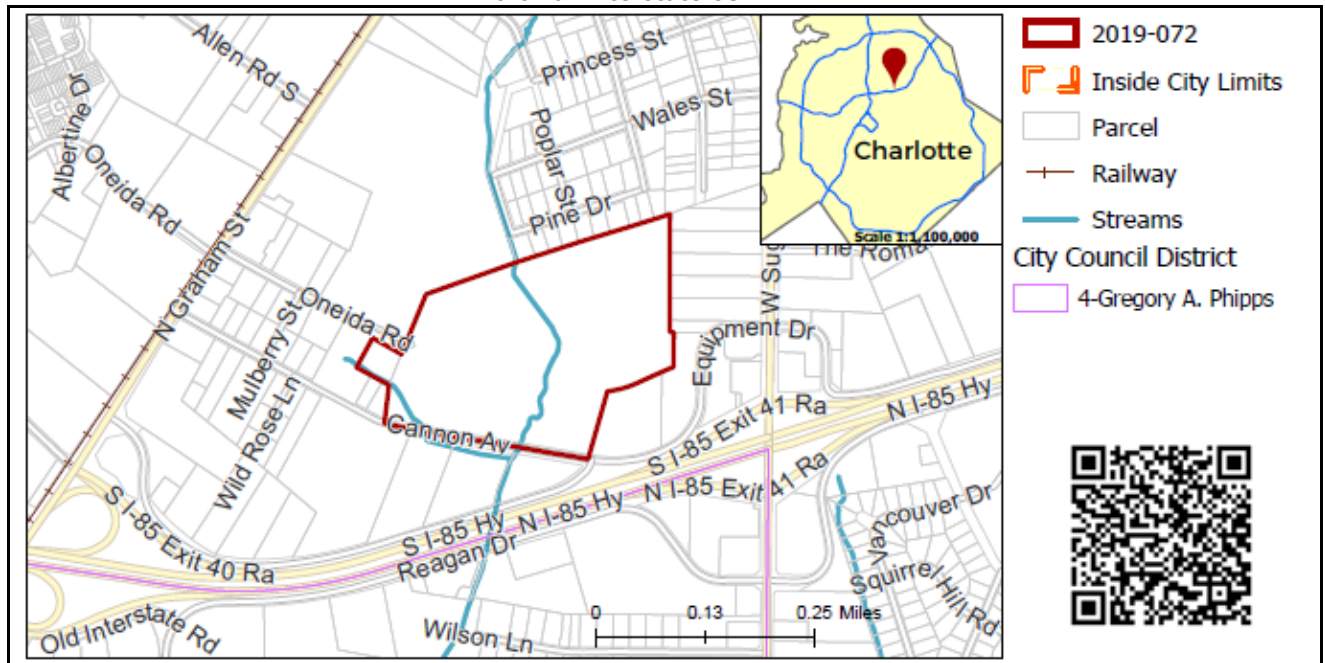 Allen Rd S
Albertine Dr
Oneida Rd
N Graham St
Mulberry St
Wild Rose Ln
Oneida Rd
Cannon Av
Princess St
Wales St
Poplar St
Pine Dr
Equipment Dr
W Sug
The Roma
S I-85 Exit 41 Ra
N I-85 Hy
S I-85 Hy
N I-85 Hy
N I-85 Exit 41 Ra
Reagan Dr
S I-85 Exit 40 Ra
Old Interstate Rd
Wilson Ln
Vancouver Dr
Squirrel Hill Rd
0 0.13 0.25 Miles
Charlotte
Scale 1:1,100,000
2019-072
Inside City Limits
Parcel
Railway
Streams
City Council District
4-Gregory A. Phipps